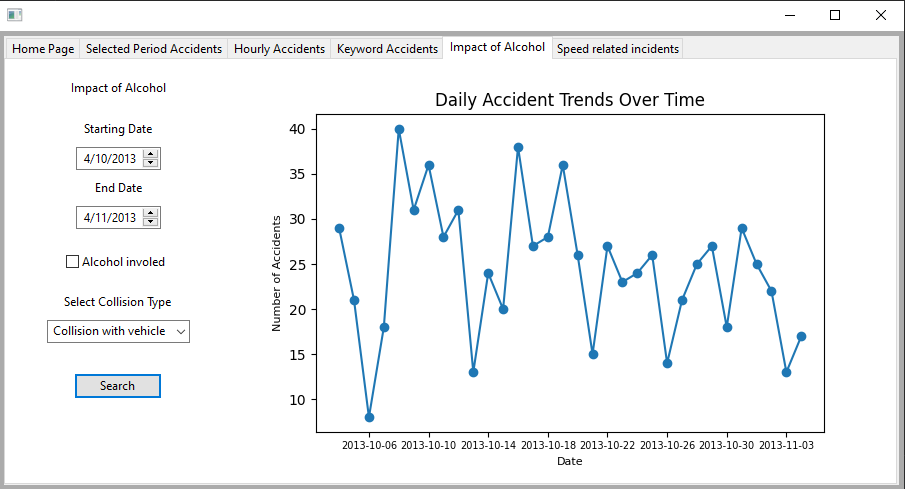 Home Page Selected Period Accidents Hourly Accidents Keyword Accidents Impact of Alcohol Speed related incidents
Impact of Alcohol
Starting Date
4/10/2013
End Date
4/11/2013
Alcohol involed
Select Collision Type
Collision with vehicle
Search
Daily Accident Trends Over Time
Number of Accidents
40
35
30
25
20
15
10
2013-10-06 2013-10-10 2013-10-14 2013-10-18 2013-10-22 2013-10-26 2013-10-30 2013-11-03
Date